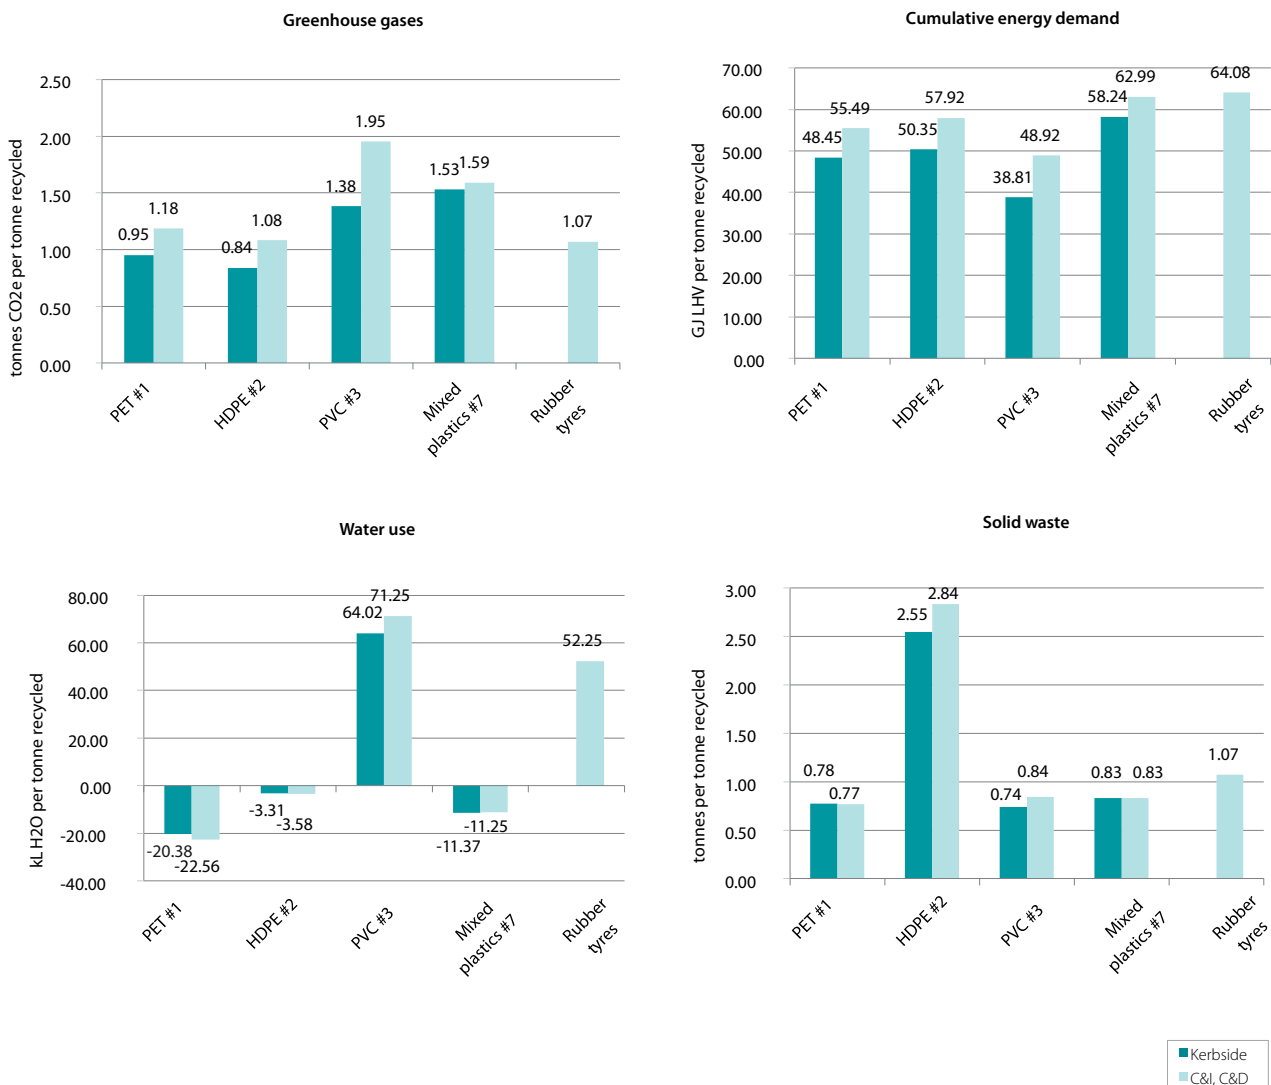 Greenhouse gases
tonnes CO2e per tonne recycled
2.50
2.00
1.50
1.00
0.50
0.00
0.95
1.18
0.84
1.08
1.38
1.95
1.53
1.59
1.07
PET #1
HDPE #2
PVC #3
Mixed
plastics #7
Rubber
tyres
Cumulative energy demand
GJ LHV per tonne recycled
70.00
60.00
50.00
40.00
30.00
20.00
10.00
0.00
48.45
55.49
50.35
57.92
38.81
48.92
58.24
62.99
64.08
PET #1
HDPE #2
PVC #3
Mixed
plastics #7
Rubber
tyres
Water use
kL H2O per tonne recycled
80.00
60.00
40.00
20.00
0.00
-20.00
-40.00
-20.38
-22.56
-3.31
-3.58
64.02
71.25
-11.37
-11.25
52.25
PET #1
HDPE #2
PVC #3
Mixed
plastics #7
Rubber
tyres
Solid waste
tonnes per tonne recycled
3.00
2.50
2.00
1.50
1.00
0.50
0.00
0.78
0.77
2.55
2.84
0.74
0.84
0.83
0.83
1.07
PET #1
HDPE #2
PVC #3
Mixed
plastics #7
Rubber
tyres
Kerbside
C&I, C&D